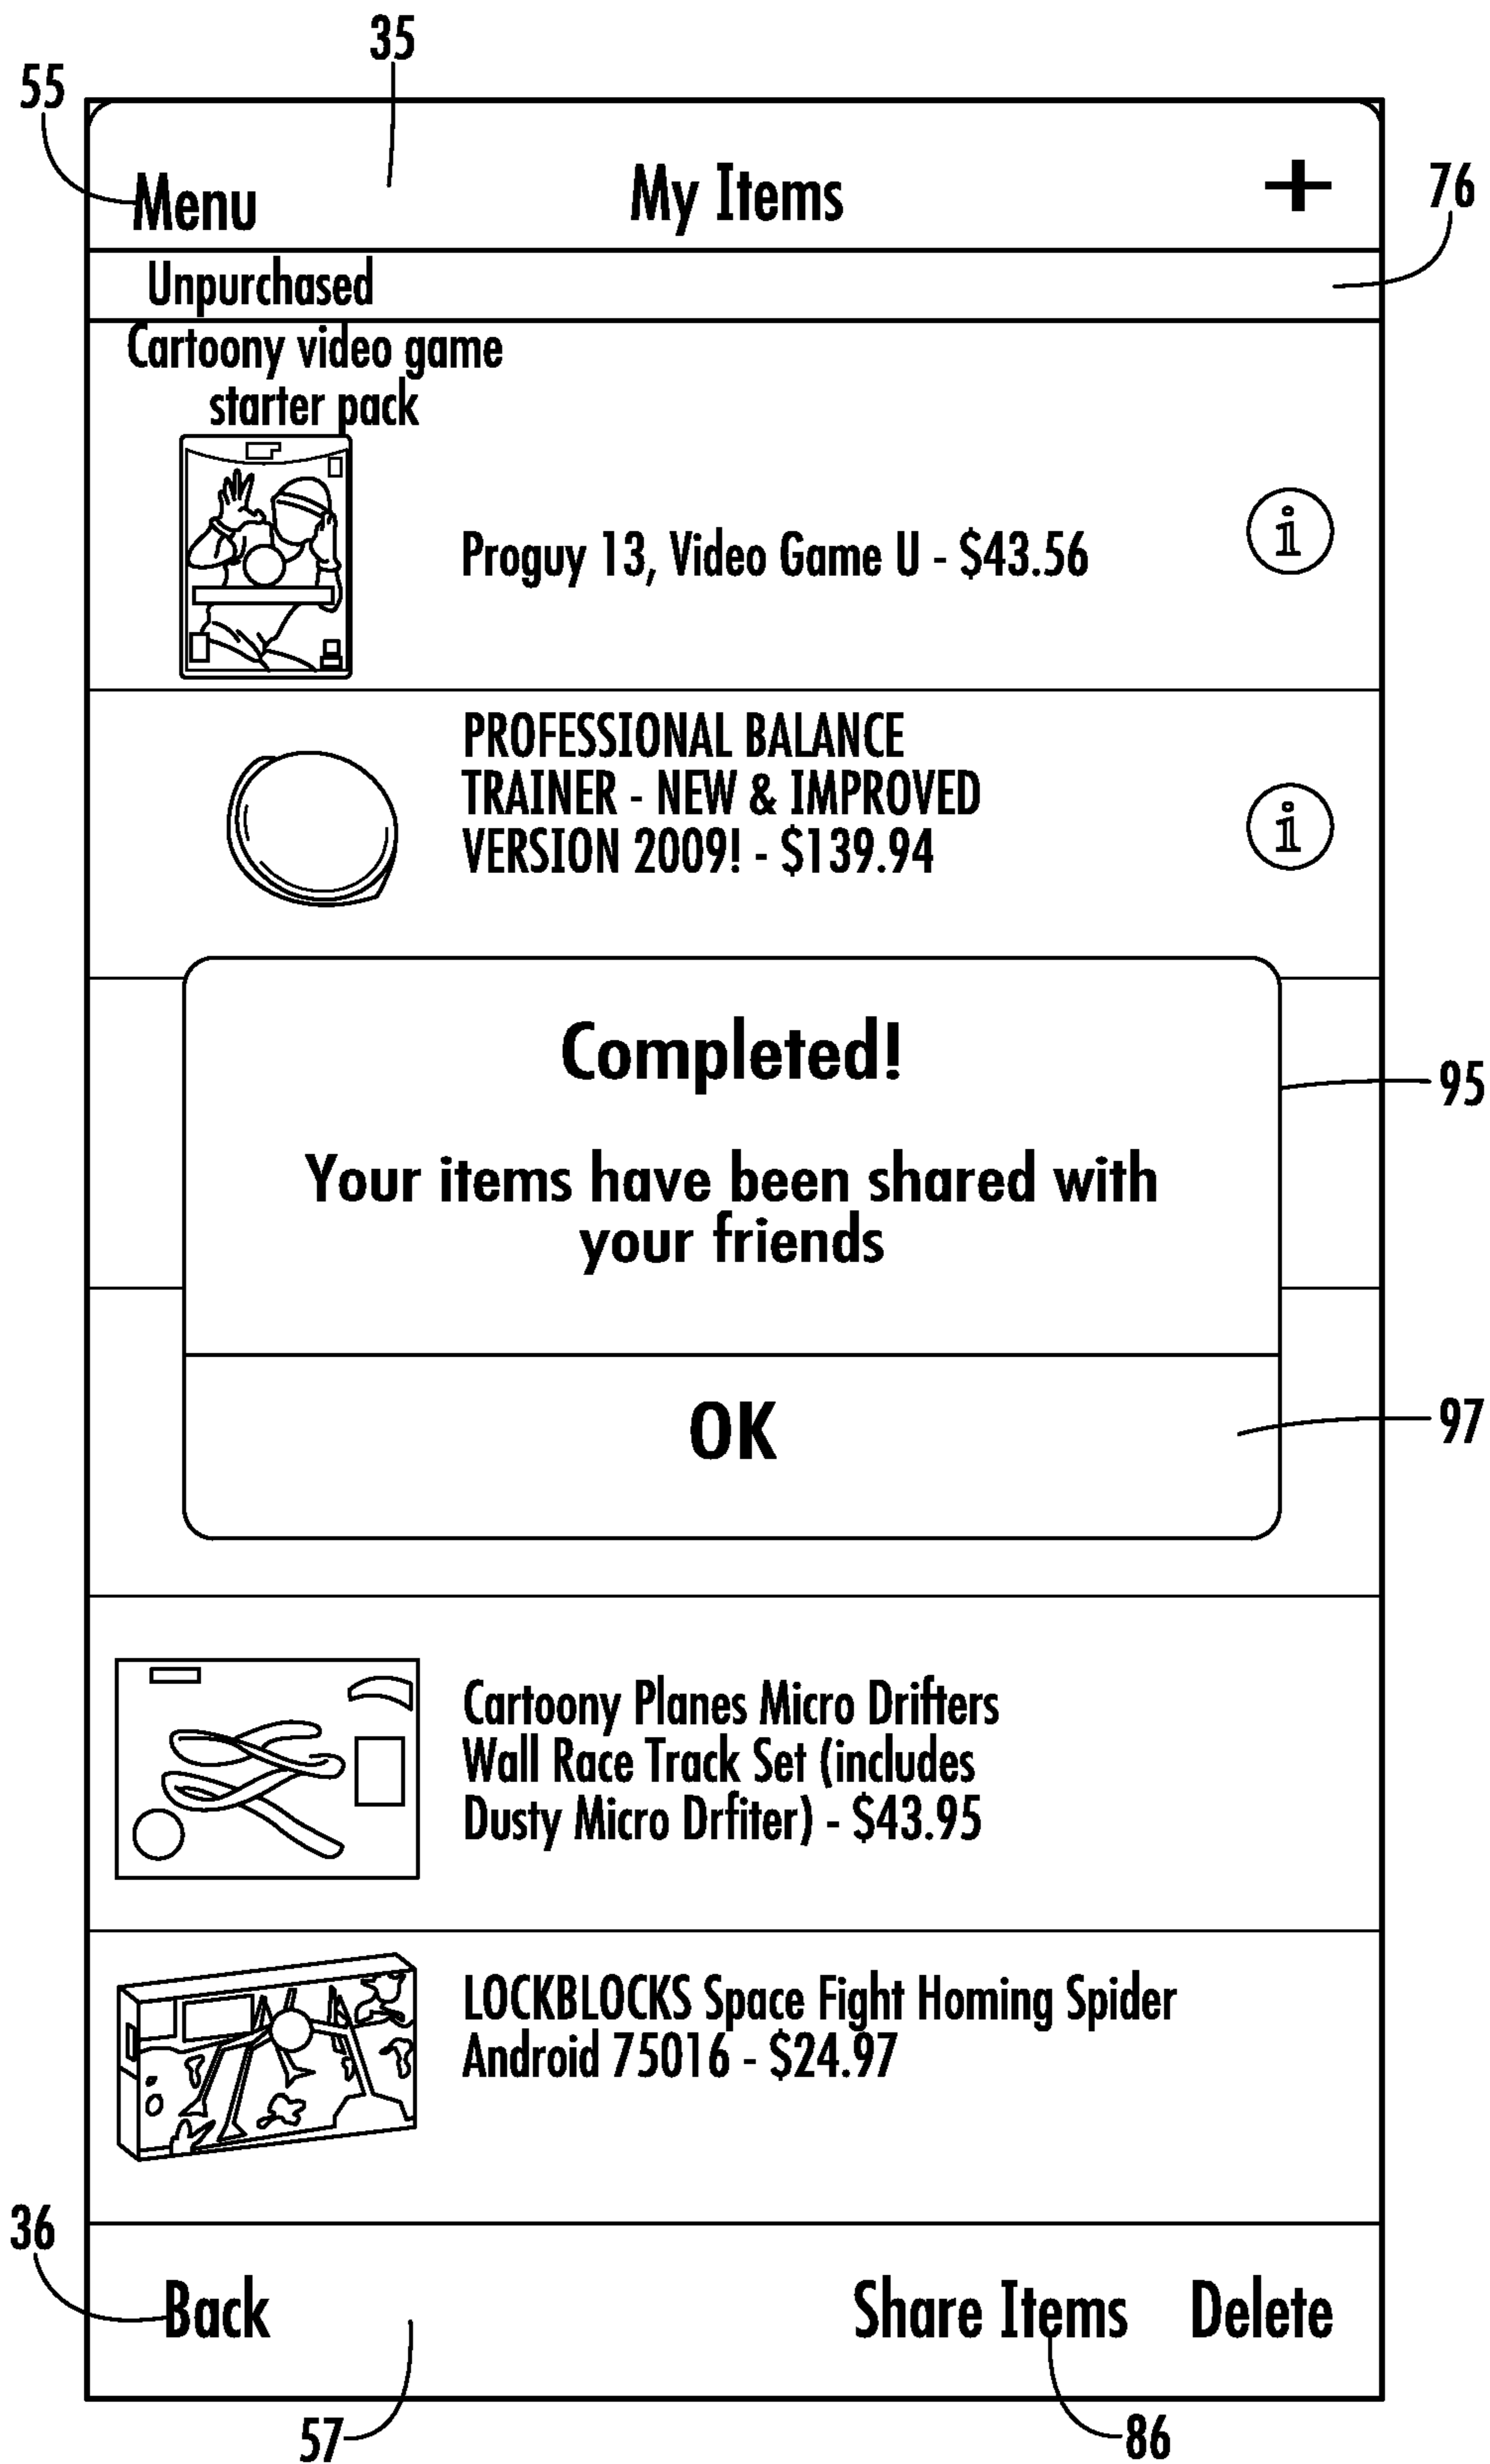 35
55
Menu
My Items
+
76
Unpurchased
Cartoony video game
starter pack
Proguy 13, Video Game U - $43.56
i
PROFESSIONAL BALANCE
TRAINER - NEW & IMPROVED
VERSION 2009! - $139.94
i
Completed!
95
Your items have been shared with
your friends
OK
97
Cartoony Planes Micro Drifters
Wall Race Track Set (includes
Dusty Micro Drfiter) - $43.95
LOCKBLOCKS Space Fight Homing Spider
Android 75016 - $24.97
36
Back
Share Items
Delete
57
86